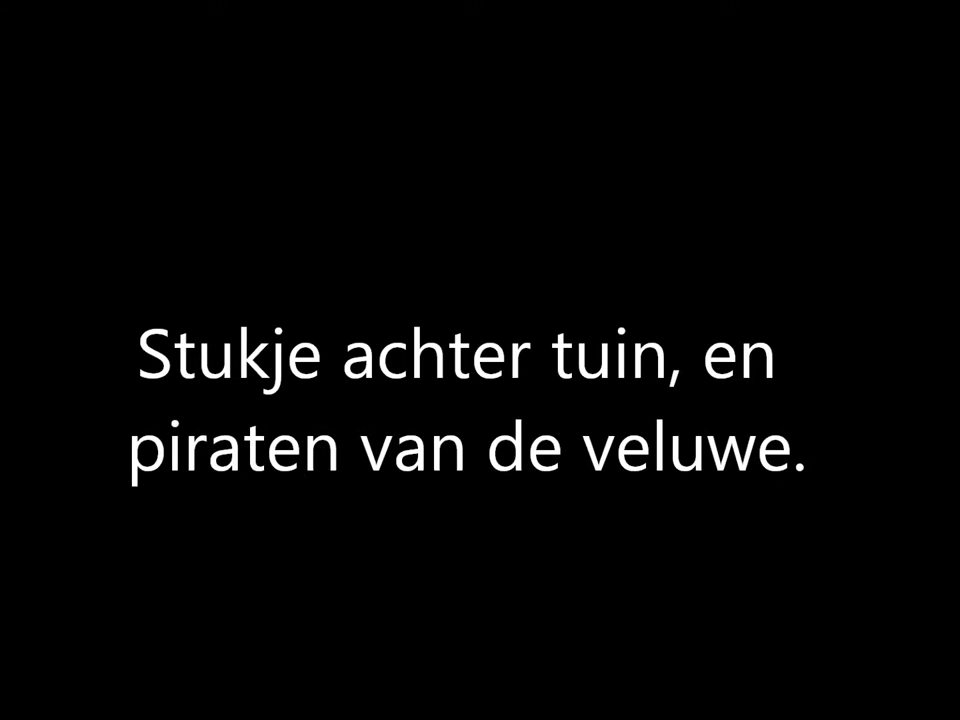 Stukje achter tuin, en
piraten van de veluwe.